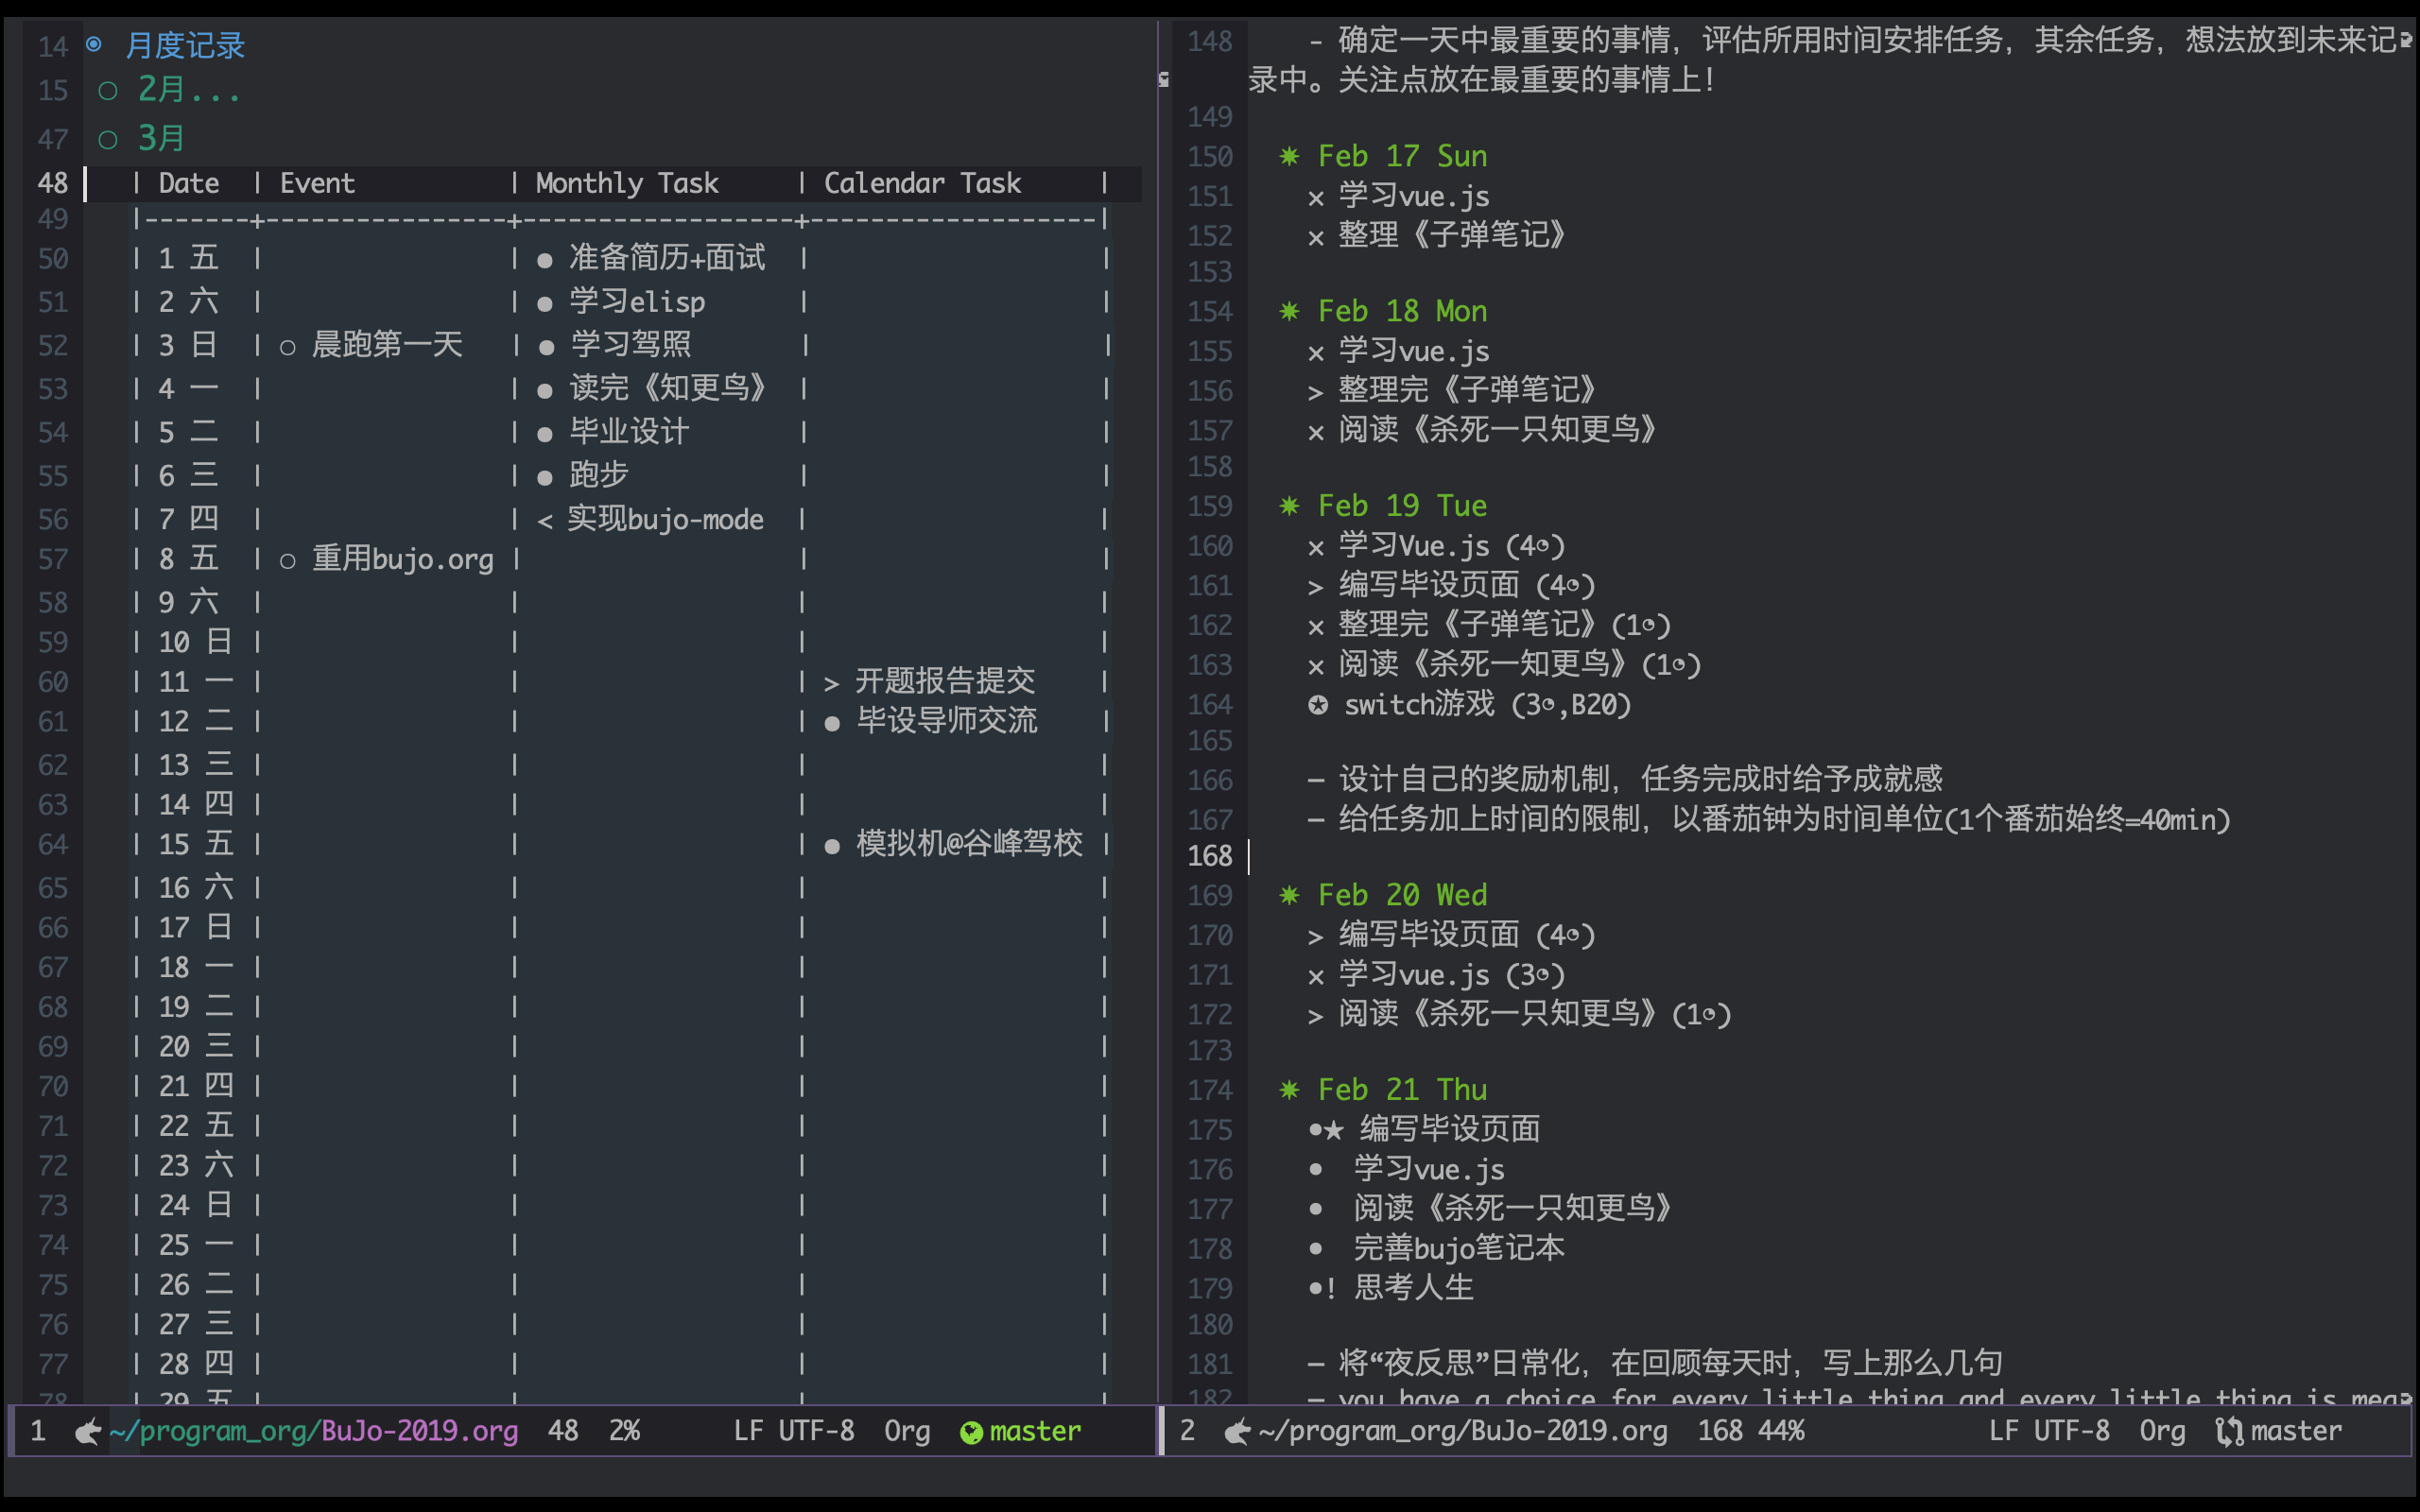 14 ◉ 月度记录
15 ○ 2月...
47 ○ 3月
48 | Date | Event | Monthly Task | Calendar Task |
49 |-------+----------------+------------------+-------------------|
50 | 1 五 | | ● 准备简历+面试 | |
51 | 2 六 | | ● 学习elisp | |
52 | 3 日 | ○ 晨跑第一天 | ● 学习驾照 | |
53 | 4 一 | | ● 读完《知更鸟》 | |
54 | 5 二 | | ● 毕业设计 | |
55 | 6 三 | | ● 跑步 | |
56 | 7 四 | | < 实现bujo-mode | |
57 | 8 五 | ○ 重用bujo.org | | |
58 | 9 六 | | | |
59 | 10 日 | | | |
60 | 11 一 | | | > 开题报告提交 |
61 | 12 二 | | | ● 毕设导师交流 |
62 | 13 三 | | | |
63 | 14 四 | | | |
64 | 15 五 | | | ● 模拟机@谷峰驾校 |
65 | 16 六 | | | |
66 | 17 日 | | | |
67 | 18 一 | | | |
68 | 19 二 | | | |
69 | 20 三 | | | |
70 | 21 四 | | | |
71 | 22 五 | | | |
72 | 23 六 | | | |
73 | 24 日 | | | |
74 | 25 一 | | | |
75 | 26 二 | | | |
76 | 27 三 | | | |
77 | 28 四 | | | |
78 | 29 五 | | | |
1 ~/program_org/BuJo-2019.org 48 2% LF UTF-8 Org master
148 - 确定一天中最重要的事情，评估所用时间安排任务，其余任务，想法放到未来记
录中。关注点放在最重要的事情上！
149
150 ✷ Feb 17 Sun
151 × 学习vue.js
152 × 整理《子弹笔记》
153
154 ✷ Feb 18 Mon
155 × 学习vue.js
156 > 整理完《子弹笔记》
157 × 阅读《杀死一只知更鸟》
158
159 ✷ Feb 19 Tue
160 × 学习Vue.js (4◔)
161 > 编写毕设页面 (4◔)
162 × 整理完《子弹笔记》(1◔)
163 × 阅读《杀死一知更鸟》(1◔)
164 ✪ switch游戏 (3◔,B20)
165
166 – 设计自己的奖励机制，任务完成时给予成就感
167 – 给任务加上时间的限制，以番茄钟为时间单位(1个番茄始终=40min)
168
169 ✷ Feb 20 Wed
170 > 编写毕设页面 (4◔)
171 × 学习vue.js (3◔)
172 > 阅读《杀死一只知更鸟》(1◔)
173
174 ✷ Feb 21 Thu
175 •★ 编写毕设页面
176 • 学习vue.js
177 • 阅读《杀死一只知更鸟》
178 • 完善bujo笔记本
179 •! 思考人生
180
181 – 将“夜反思”日常化，在回顾每天时，写上那么几句
182 – you have a choice for every little thing and every little thing is mea
2 ~/program_org/BuJo-2019.org 168 44% LF UTF-8 Org master